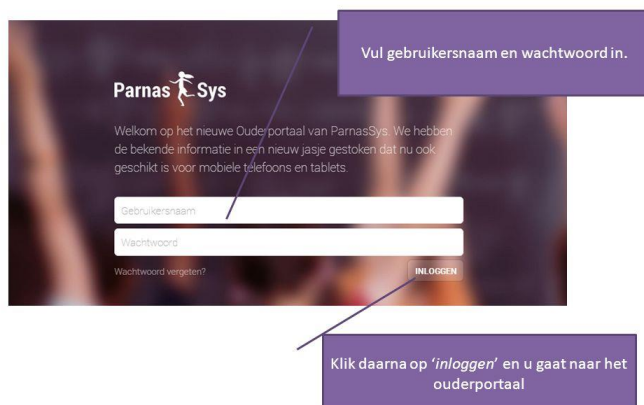 Vul gebruikersnaam en wachtwoord in.
Parnas Sys
Welkom op het nieuwe Ouderportaal van ParnasSys. We hebben
de bekende informatie in een nieuw jasje gestoken dat nu ook
geschikt is voor mobiele telefoons en tablets.
Gebruikersnaam
Wachtwoord
Wachtwoord vergeten?
INLOGGEN
Klik daarna op ‘inloggen’ en u gaat naar het
ouderportaal